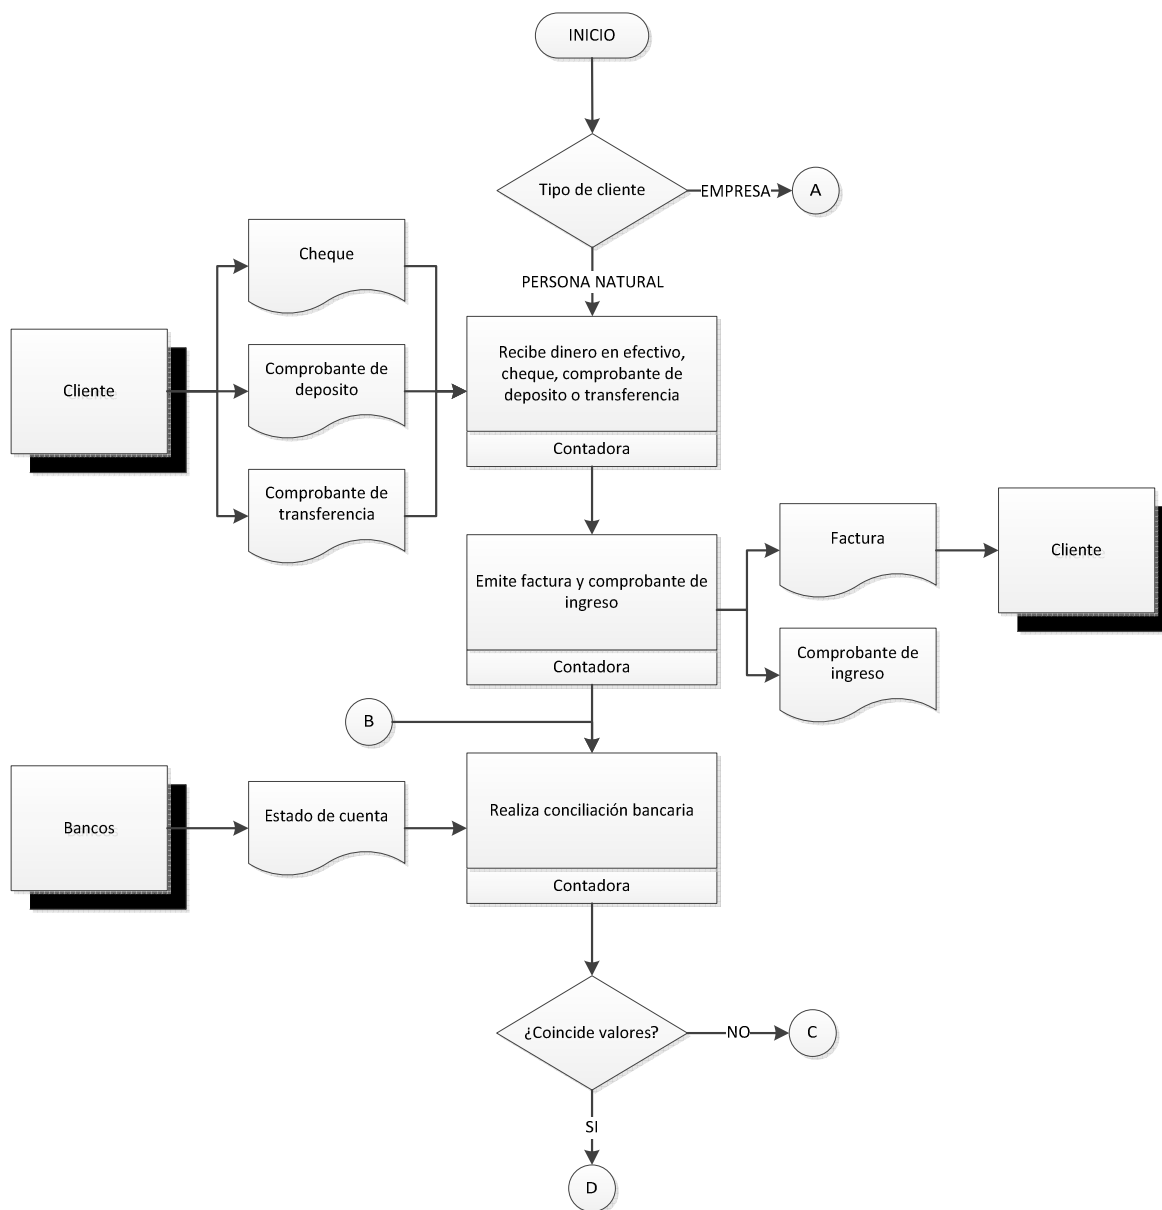 INICIO
Tipo de cliente
EMPRESA
A
PERSONA NATURAL
Cheque
Cliente
Comprobante de
deposito
Comprobante de
transferencia
Recibe dinero en efectivo,
cheque, comprobante de
deposito o transferencia
Contadora
Emite factura y comprobante de
ingreso
Contadora
Factura
Cliente
Comprobante de
ingreso
B
Bancos
Estado de cuenta
Realiza conciliación bancaria
Contadora
¿Coincide valores?
NO
C
SI
D